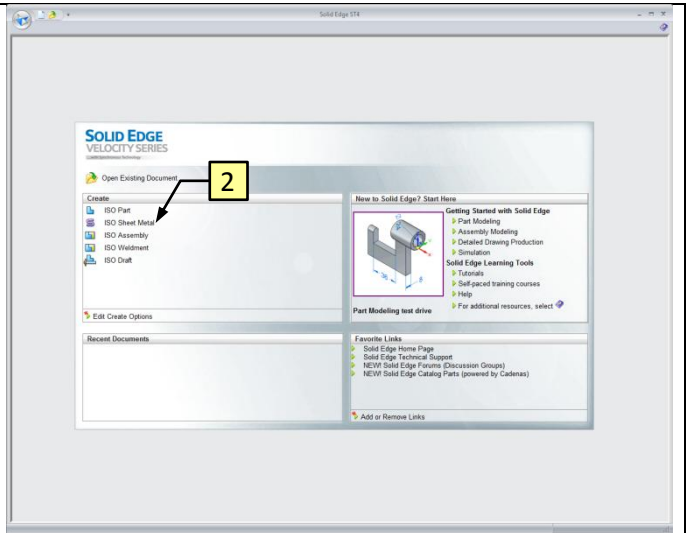 Solid Edge ST4
SOLID EDGE
VELOCITY SERIES
Open Existing Document
2
Create
ISO Part
ISO Sheet Metal
ISO Assembly
ISO Weldment
ISO Draft
Edit Create Options
New to Solid Edge? Start Here
Getting Started with Solid Edge
Part Modeling
Assembly Modeling
Detailed Drawing Production
Simulation
Solid Edge Learning Tools
Tutorials
Self-paced training courses
Help
For additional resources, select
Part Modeling test drive
Recent Documents
Favorite Links
Solid Edge Home Page
Solid Edge Technical Support
NEW! Solid Edge Forums (Discussion Groups)
NEW! Solid Edge Catalog Parts (powered by Cadenas)
Add or Remove Links